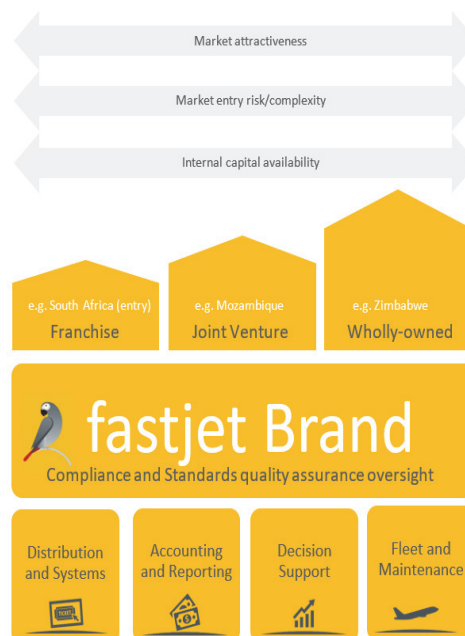 Market attractiveness
Market entry risk/complexity
Internal capital availability
e.g. South Africa (entry)
Franchise
e.g. Mozambique
Joint Venture
e.g. Zimbabwe
Wholly-owned
fastjet Brand
Compliance and Standards quality assurance oversight
Distribution
and Systems
Accounting
and Reporting
Decision
Support
Fleet and
Maintenance
TICKET